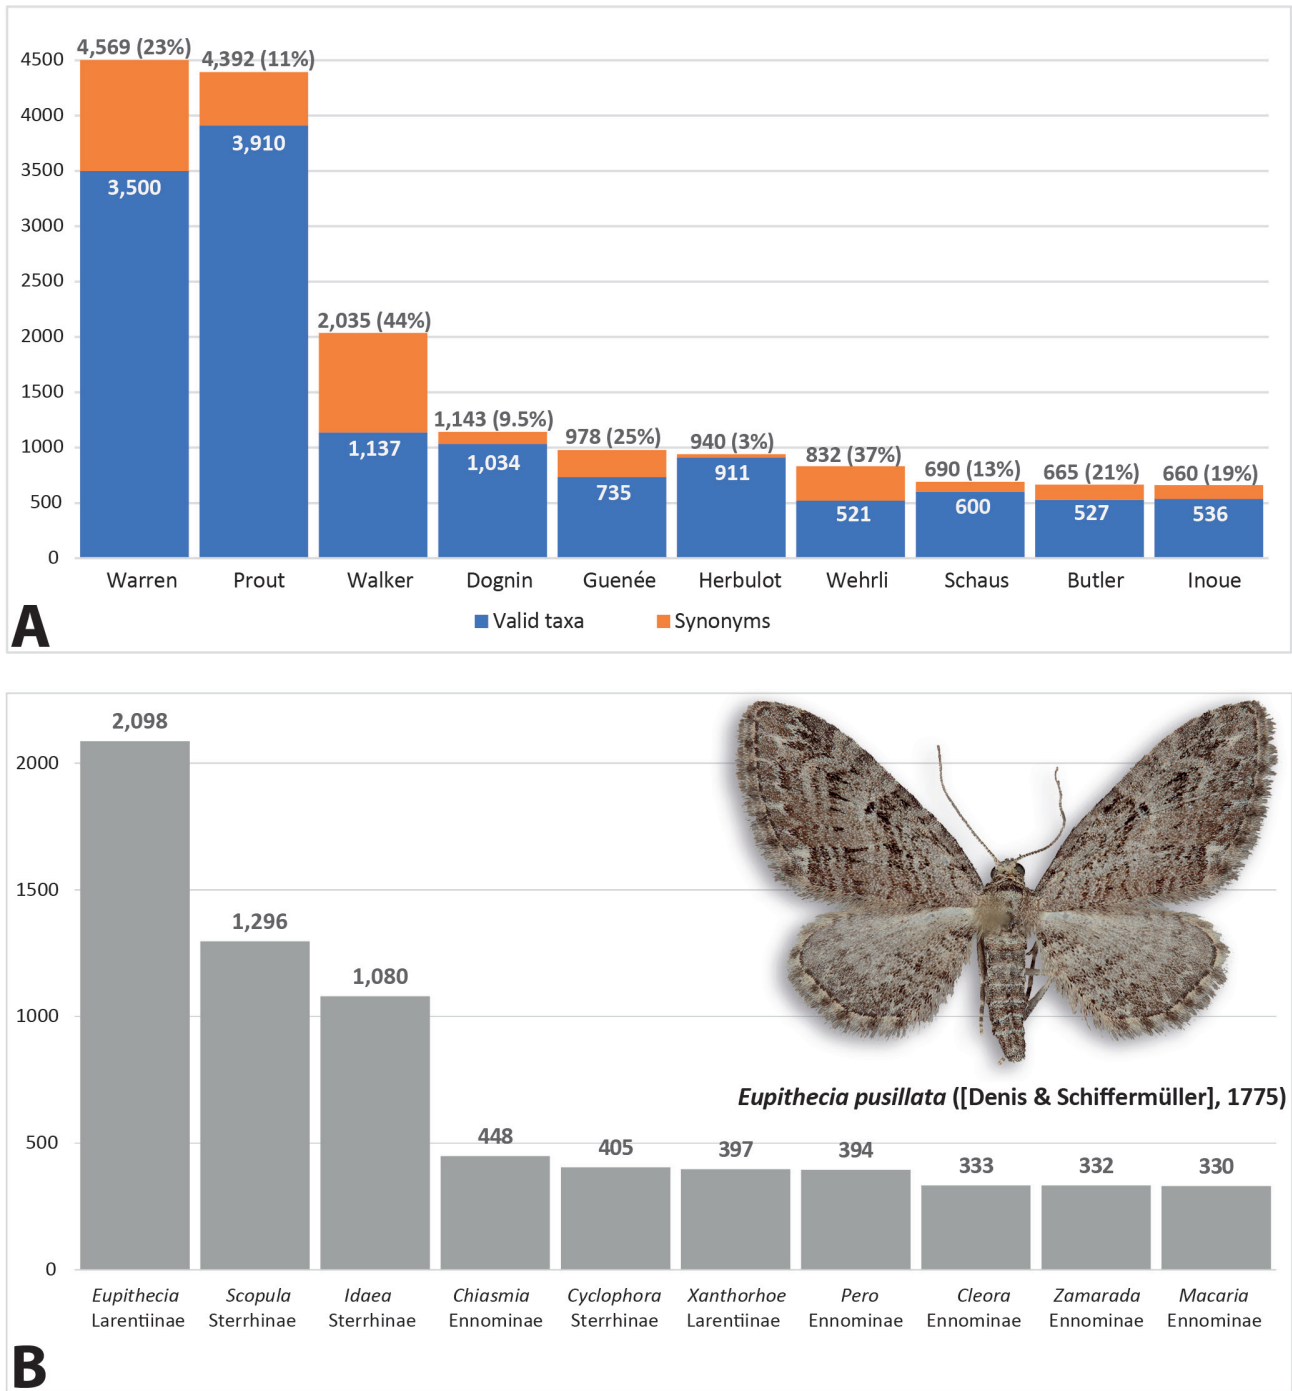 4,569 (23%)
4,392 (11%)
4500
4000
3,910
3500
3,500
3000
2500
2,035 (44%)
2000
1500
1,143 (9.5%)
978 (25%)
940 (3%)
832 (37%)
690 (13%)
665 (21%)
660 (19%)
1000
1,137
1,034
735
911
521
600
527
536
500
0
Warren
Prout
Walker
Dognin
Guenée
Herbulot
Wehrli
Schaus
Butler
Inoue
Valid taxa
Synonyms
A
2,098
2000
1500
1,296
1,080
1000
Eupithecia pusillata ([Denis & Schiffermüller], 1775)
500
448
405
397
394
333
332
330
0
Eupithecia
Larentiinae
Scopula
Sterrhinae
Idaea
Sterrhinae
Chiasmia
Ennominae
Cyclophora
Sterrhinae
Xanthorhoe
Larentiinae
Pero
Ennominae
Cleora
Ennominae
Zamarada
Ennominae
Macaria
Ennominae
B